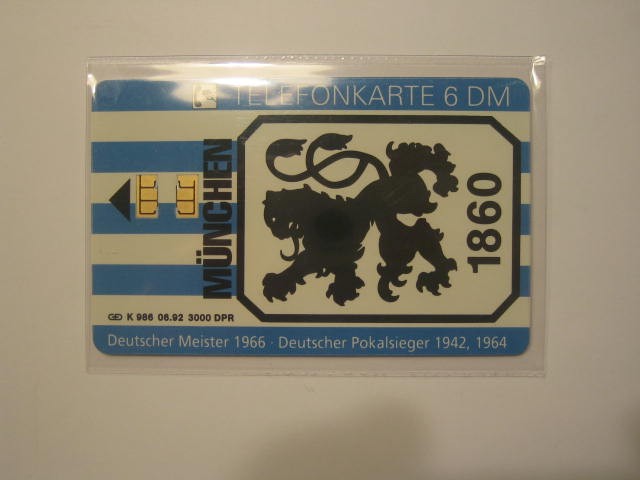 TELEFONKARTE 6 DM
MÜNCHEN
1860
K 986 06.92 3000 DPR
Deutscher Meister 1966 · Deutscher Pokalsieger 1942, 1964